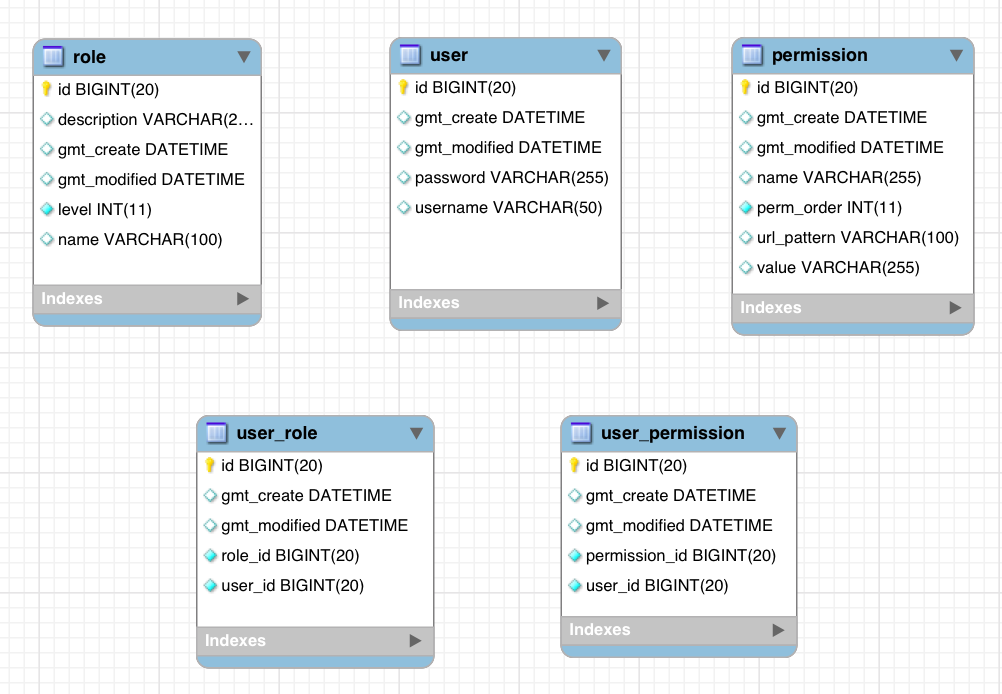 role
id BIGINT(20)
description VARCHAR(2...
gmt_create DATETIME
gmt_modified DATETIME
level INT(11)
name VARCHAR(100)
Indexes
user
id BIGINT(20)
gmt_create DATETIME
gmt_modified DATETIME
password VARCHAR(255)
username VARCHAR(50)
Indexes
permission
id BIGINT(20)
gmt_create DATETIME
gmt_modified DATETIME
name VARCHAR(255)
perm_order INT(11)
url_pattern VARCHAR(100)
value VARCHAR(255)
Indexes
user_role
id BIGINT(20)
gmt_create DATETIME
gmt_modified DATETIME
role_id BIGINT(20)
user_id BIGINT(20)
Indexes
user_permission
id BIGINT(20)
gmt_create DATETIME
gmt_modified DATETIME
permission_id BIGINT(20)
user_id BIGINT(20)
Indexes